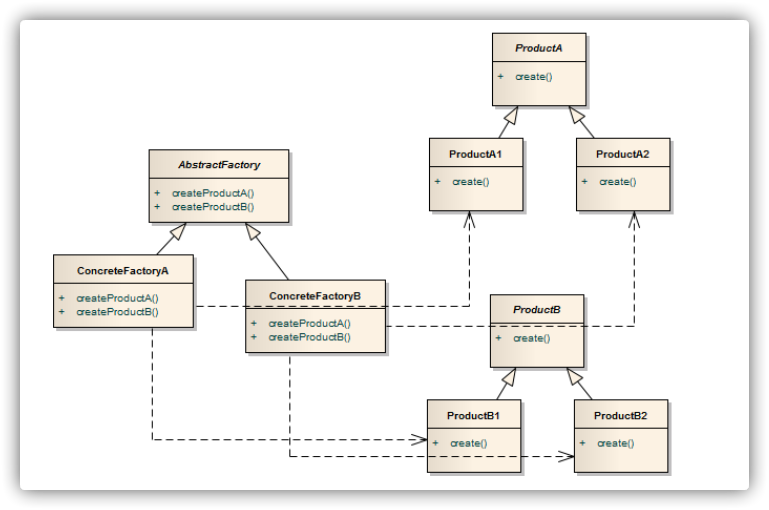 ProductA
+ create()
ProductA1
+ create()
ProductA2
+ create()
AbstractFactory
+ createProductA()
+ createProductB()
ConcreteFactoryA
+ createProductA()
+ createProductB()
ConcreteFactoryB
+ createProductA()
+ createProductB()
ProductB
+ create()
ProductB1
+ create()
ProductB2
+ create()